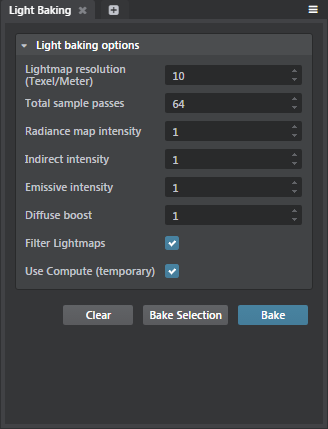 Light Baking
Light baking options
Lightmap resolution
(Texel/Meter)
10
Total sample passes
64
Radiance map intensity
1
Indirect intensity
1
Emissive intensity
1
Diffuse boost
1
Filter Lightmaps
Use Compute (temporary)
Clear
Bake Selection
Bake